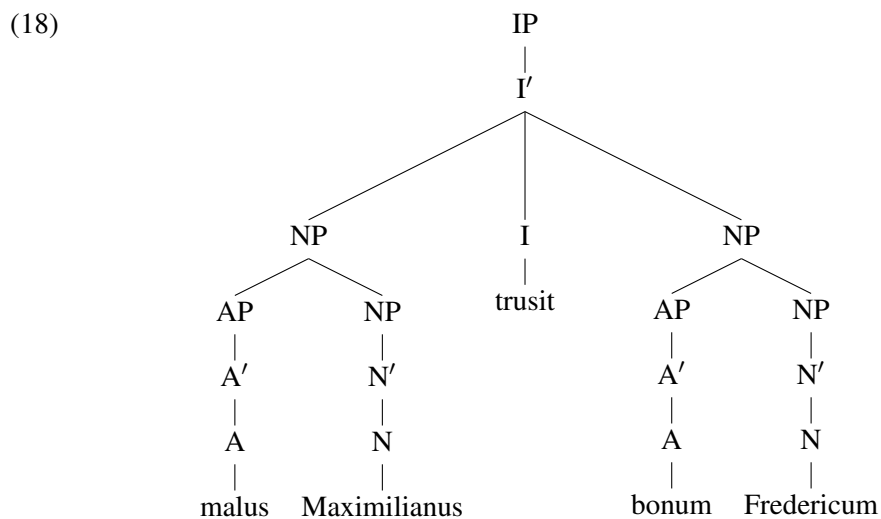 (18) IP
I′
NP I NP
trusit
AP NP AP NP
A′ N′ A′ N′
A N A N
malus Maximilianus bonum Fredericum